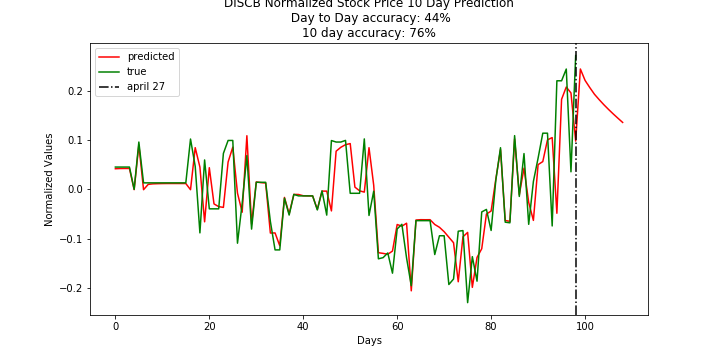 DISCB Normalized Stock Price 10 Day Prediction
Day to Day accuracy: 44%
10 day accuracy: 76%
predicted
true
april 27
Normalized Values
0.2
0.1
0.0
−0.1
−0.2
0 20 40 60 80 100
Days